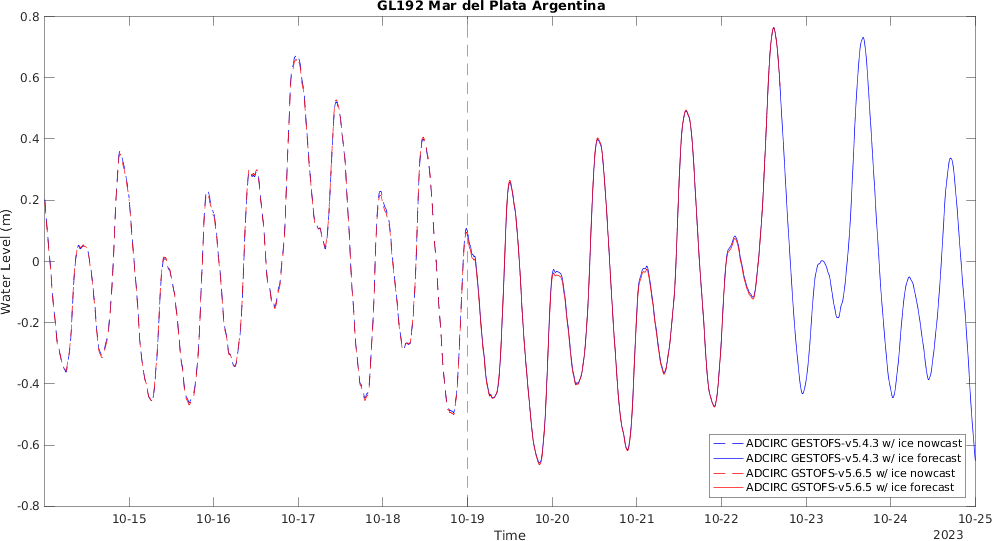 GL192 Mar del Plata Argentina
0.8
0.6
0.4
0.2
0
-0.2
-0.4
-0.6
-0.8
Water Level (m)
ADCIRC GESTOFS-v5.4.3 w/ ice nowcast
ADCIRC GESTOFS-v5.4.3 w/ ice forecast
ADCIRC GSTOFS-v5.6.5 w/ ice nowcast
ADCIRC GSTOFS-v5.6.5 w/ ice forecast
10-15 10-16 10-17 10-18 10-19 10-20 10-21 10-22 10-23 10-24 10-25
Time
2023